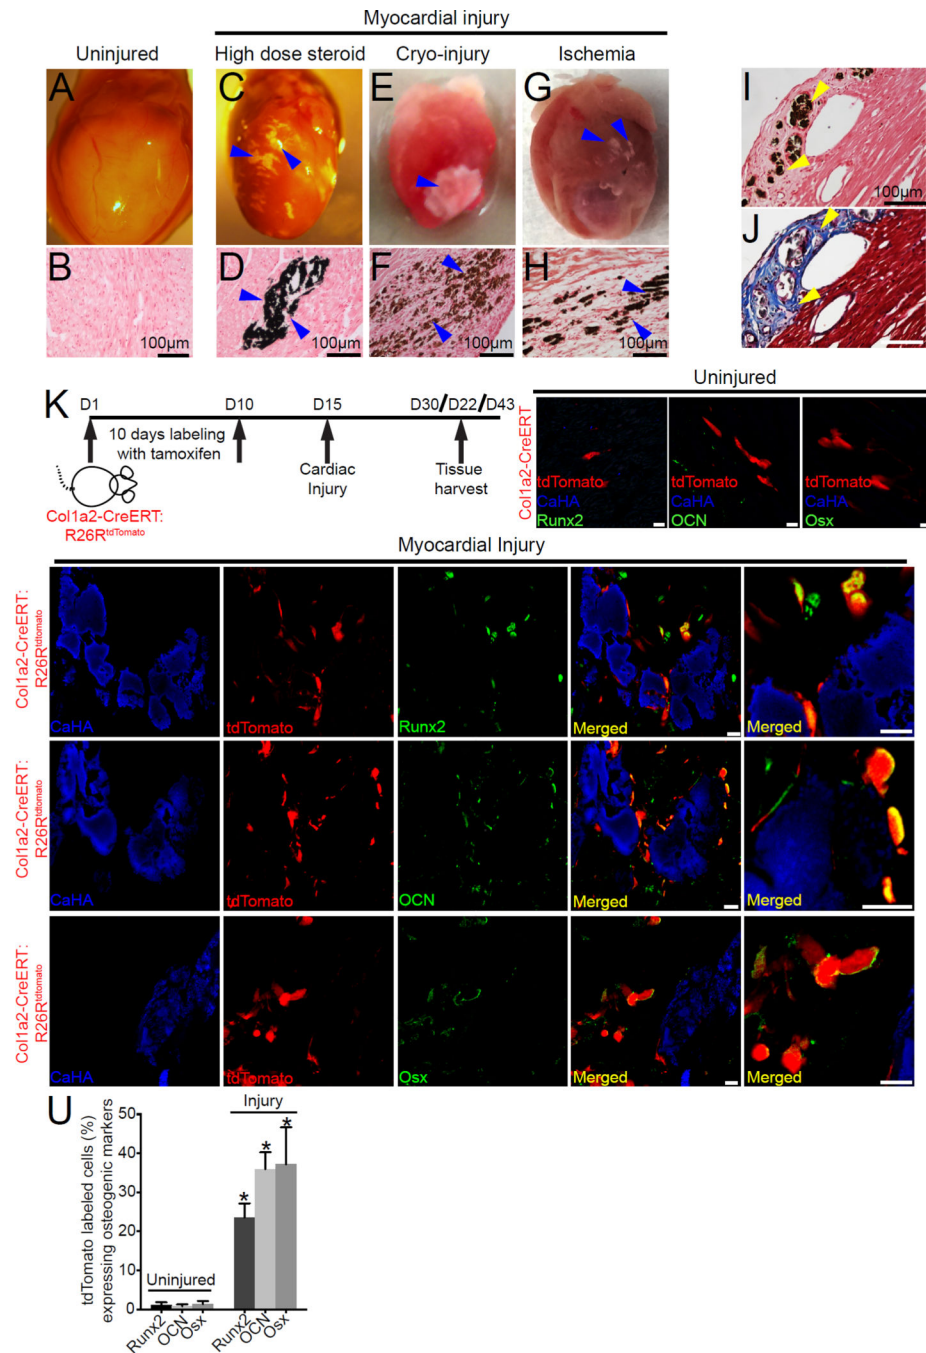 Myocardial injury
Uninjured
High dose steroid
Cryo-injury
Ischemia
A
C
E
G
I
100µm
B
D
F
H
J
100µm
100µm
100µm
100µm
K
D1
D10
D15
D30/D22/D43
10 days labeling
with tamoxifen
Cardiac
Injury
Tissue
harvest
Col1a2-CreERT:
R26RtdTomato
Uninjured
Col1a2-CreERT
tdTomato
CaHA
Runx2
tdTomato
CaHA
OCN
tdTomato
CaHA
Osx
Myocardial Injury
Col1a2-CreERT:
R26Rtdtomato
CaHA
tdTomato
Runx2
Merged
Merged
Col1a2-CreERT:
R26Rtdtomato
CaHA
tdTomato
OCN
Merged
Merged
Col1a2-CreERT:
R26Rtdtomato
CaHA
tdTomato
Osx
Merged
Merged
U
tdTomato labeled cells (%)
expressing osteogenic markers
50
40
30
20
10
0
Injury
* * *
Uninjured
Runx2
OCN
Osx
Runx2
OCN
Osx